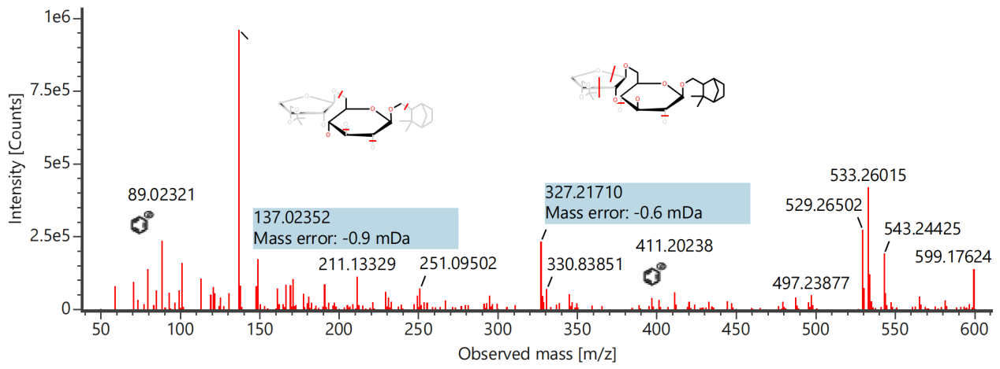 1e6
7.5e5
5e5
2.5e5
0
Intensity [Counts]
89.02321
137.02352
Mass error: -0.9 mDa
211.13329
251.09502
327.21710
Mass error: -0.6 mDa
330.83851
411.20238
497.23877
529.26502
533.26015
543.24425
599.17624
50 100 150 200 250 300 350 400 450 500 550 600
Observed mass [m/z]